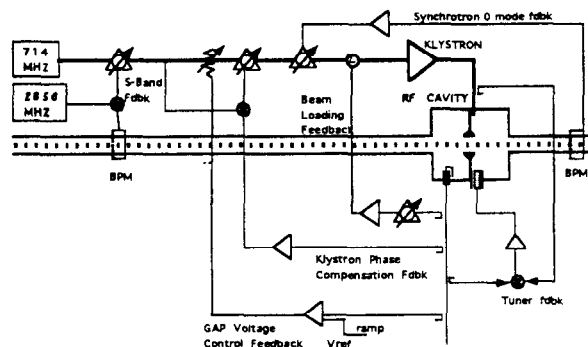 Synchrotron 0 mode fdbk
714
MHZ
KLYSTRON
S-Band
Fdbk
2856
MHZ
Beam
Loading
Feedback
RF CAVITY
BPM
BPM
Klystron Phase
Compensation Fdbk
Tuner fdbk
GAP Voltage
Control Feedback
ramp
Vref